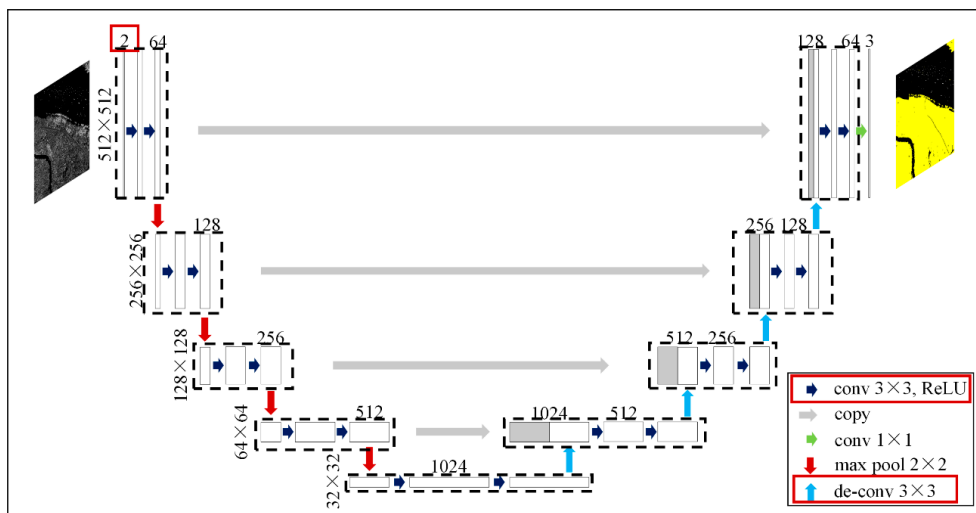 2 64
512×512
128 64 3
128
256×256
256 128
256
128×128
512 256
512
64×64
1024 512
1024
32×32
conv 3×3, ReLU
copy
conv 1×1
max pool 2×2
de-conv 3×3